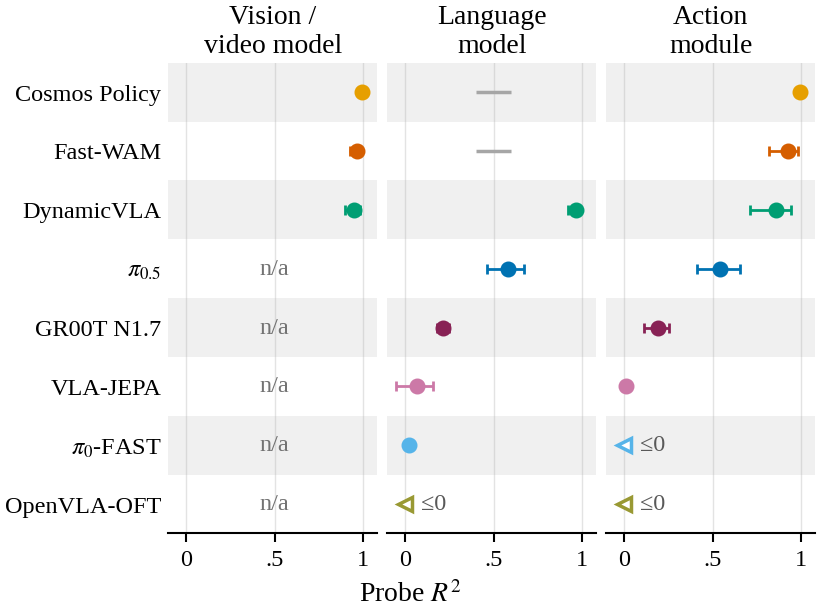 Vision /
video model
Language
model
Action
module
Cosmos Policy
Fast-WAM
DynamicVLA
π0.5 n/a
GR00T N1.7 n/a
VLA-JEPA n/a
π0-FAST n/a ≤0
OpenVLA-OFT n/a ≤0 ≤0
0 .5 1 0 .5 1 0 .5 1
Probe R²